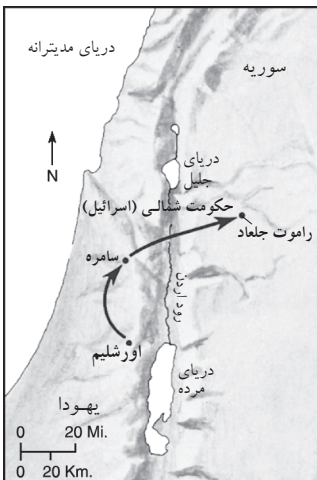 دریای مدیترانه
سوریه
N
دریای
جلیل
حکومت شمالی (اسرائیل)
راموت جلعاد
سامره
رود اردن
اورشلیم
دریای
مرده
یهودا
0 20 Mi.
0 20 Km.